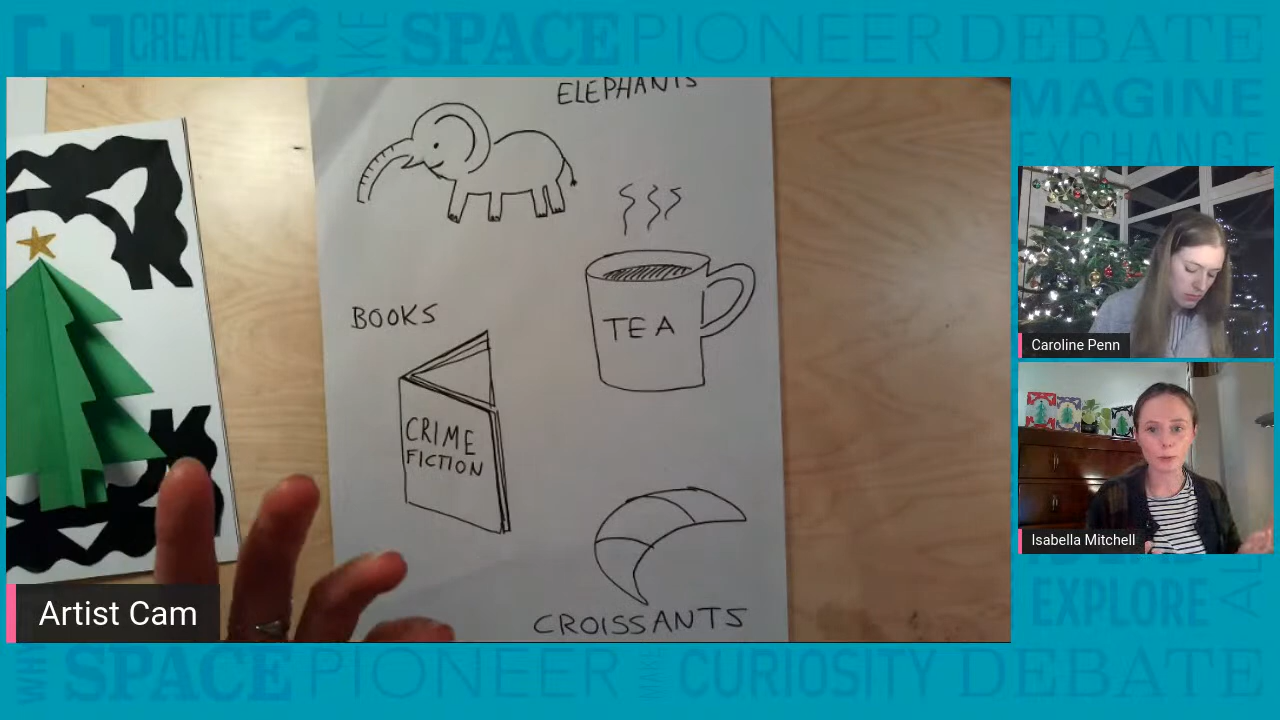 CREATE
SPACE PIONEER DEBATE
IMAGINE
EXCHANGE
ELEPHANTS
TEA
BOOKS
CRIME
FICTION
CROISSANTS
Artist Cam
Caroline Penn
Isabella Mitchell
EXPLORE
SPACE PIONEER CURIOSITY DEBATE